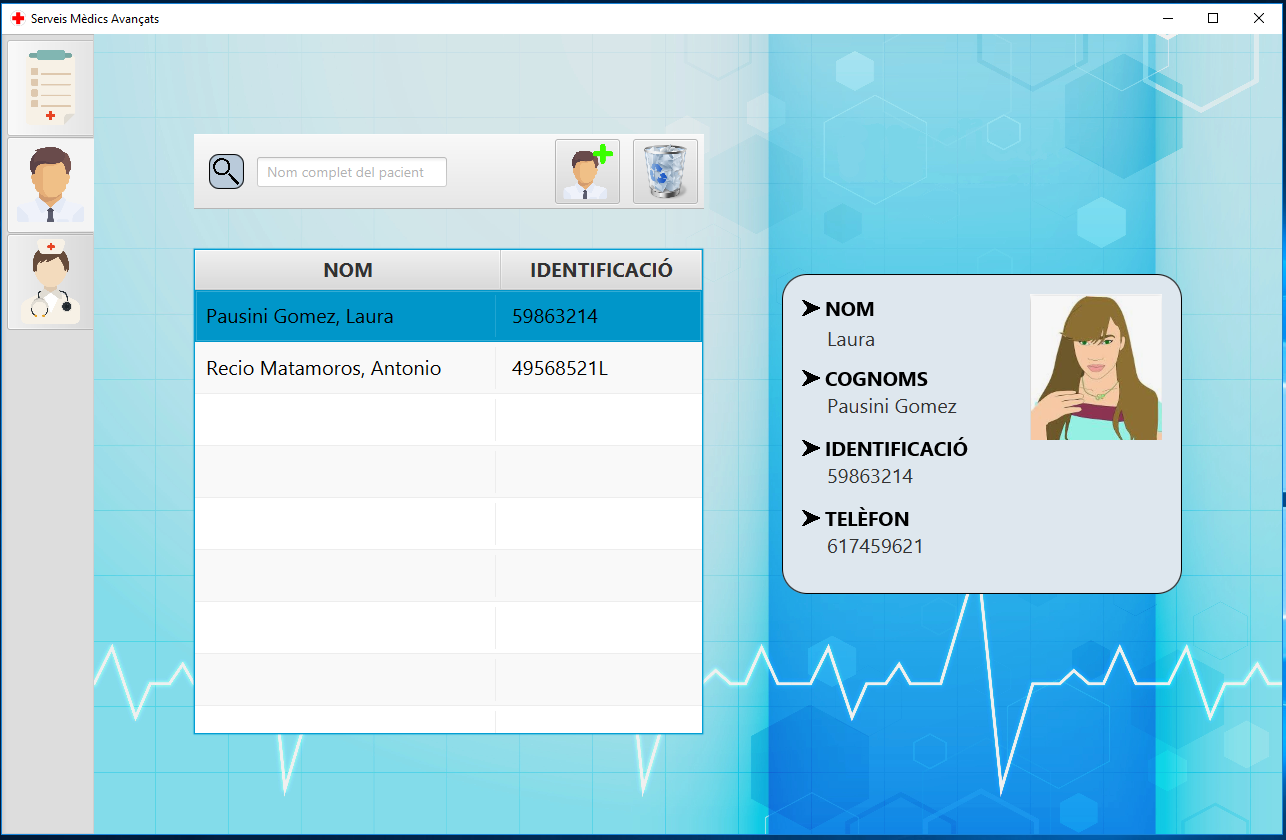 Serveis Mèdics Avançats
Nom complet del pacient
NOM IDENTIFICACIÓ
Pausini Gomez, Laura 59863214
Recio Matamoros, Antonio 49568521L
NOM
Laura
COGNOMS
Pausini Gomez
IDENTIFICACIÓ
59863214
TELÈFON
617459621